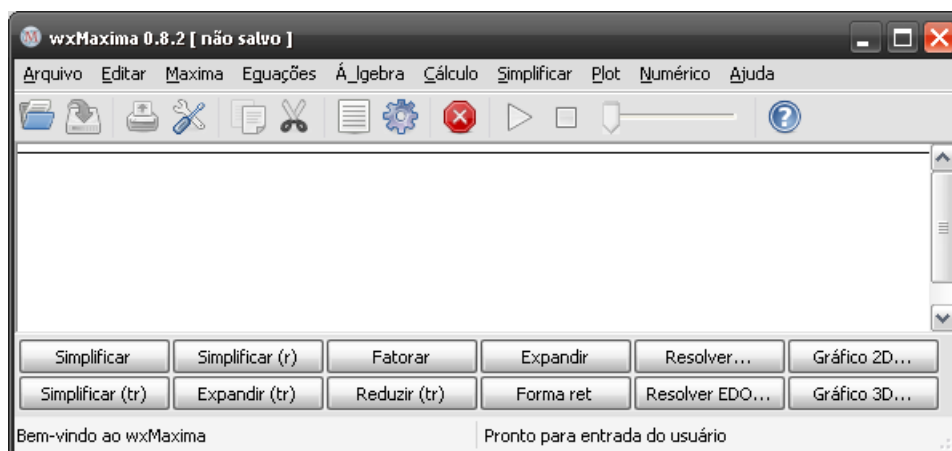 wxMaxima 0.8.2 [ não salvo ]
Arquivo Editar Maxima Equações Á_lgebra Cálculo Simplificar Plot Numérico Ajuda
Simplificar Simplificar (r) Fatorar Expandir Resolver... Gráfico 2D...
Simplificar (tr) Expandir (tr) Reduzir (tr) Forma ret Resolver EDO... Gráfico 3D...
Bem-vindo ao wxMaxima Pronto para entrada do usuário